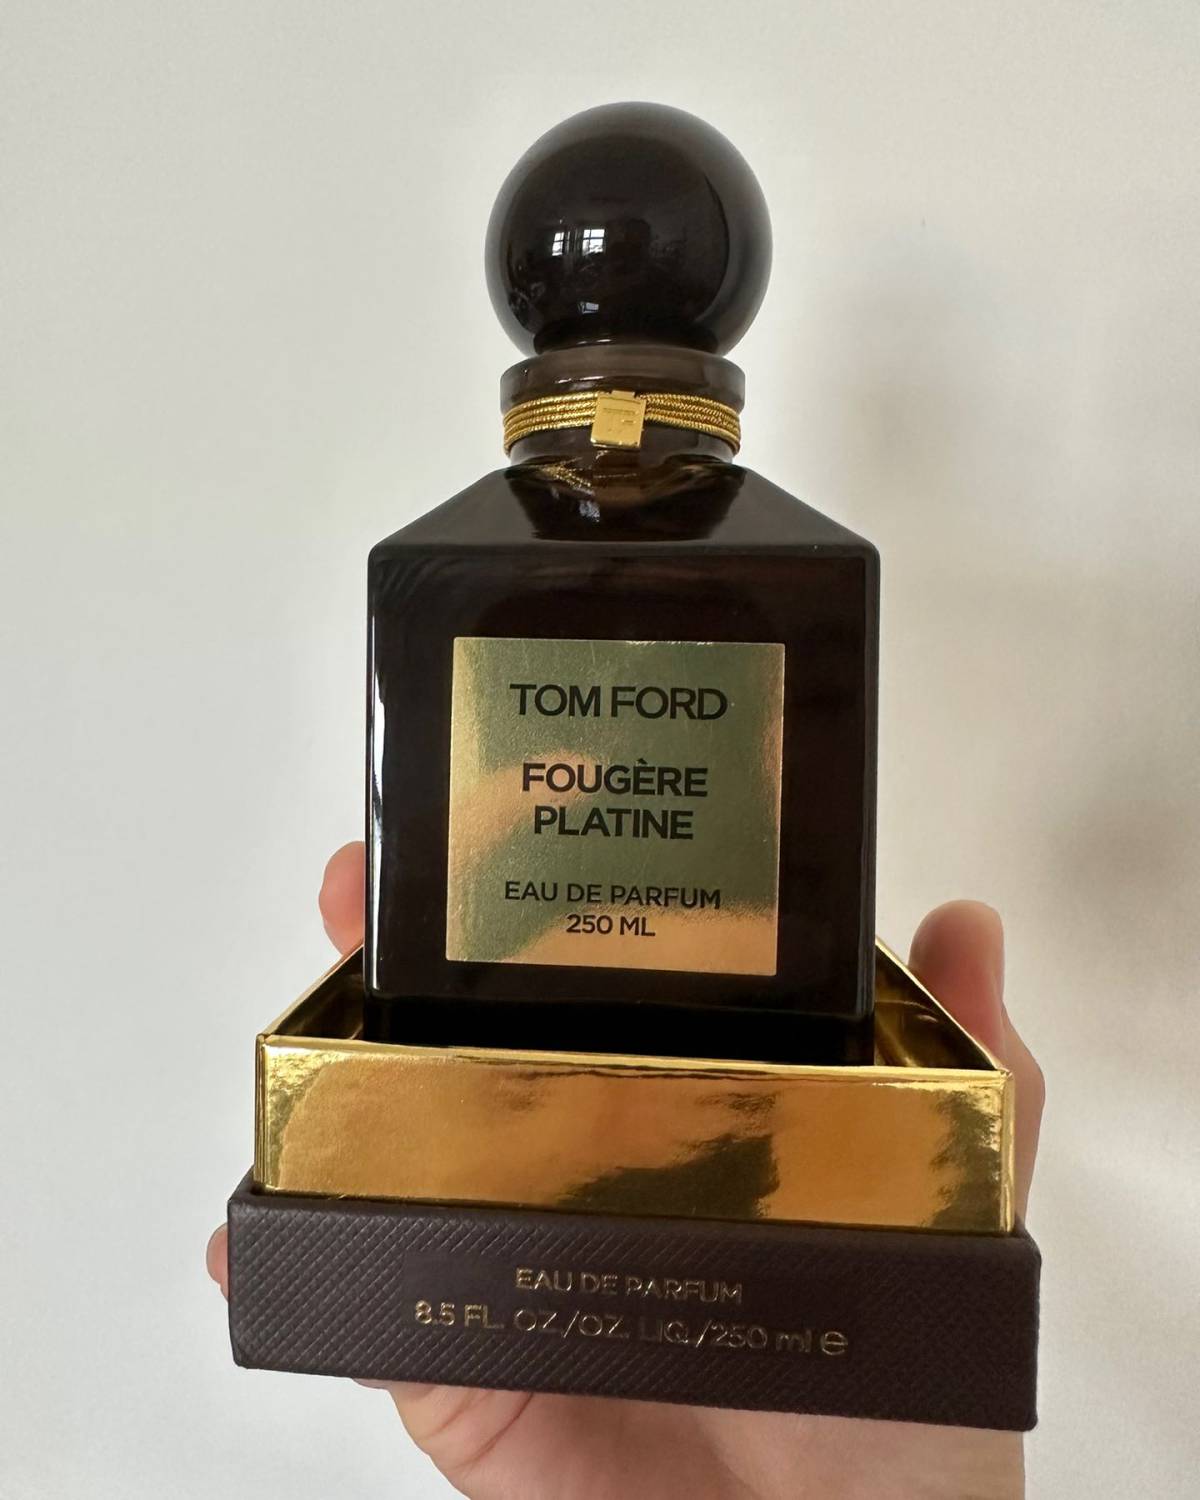 TF
TOM FORD
FOUGÈRE
PLATINE
EAU DE PARFUM
250 ML
EAU DE PARFUM
8.5 FL. OZ./OZ. LIQ./250 ml e